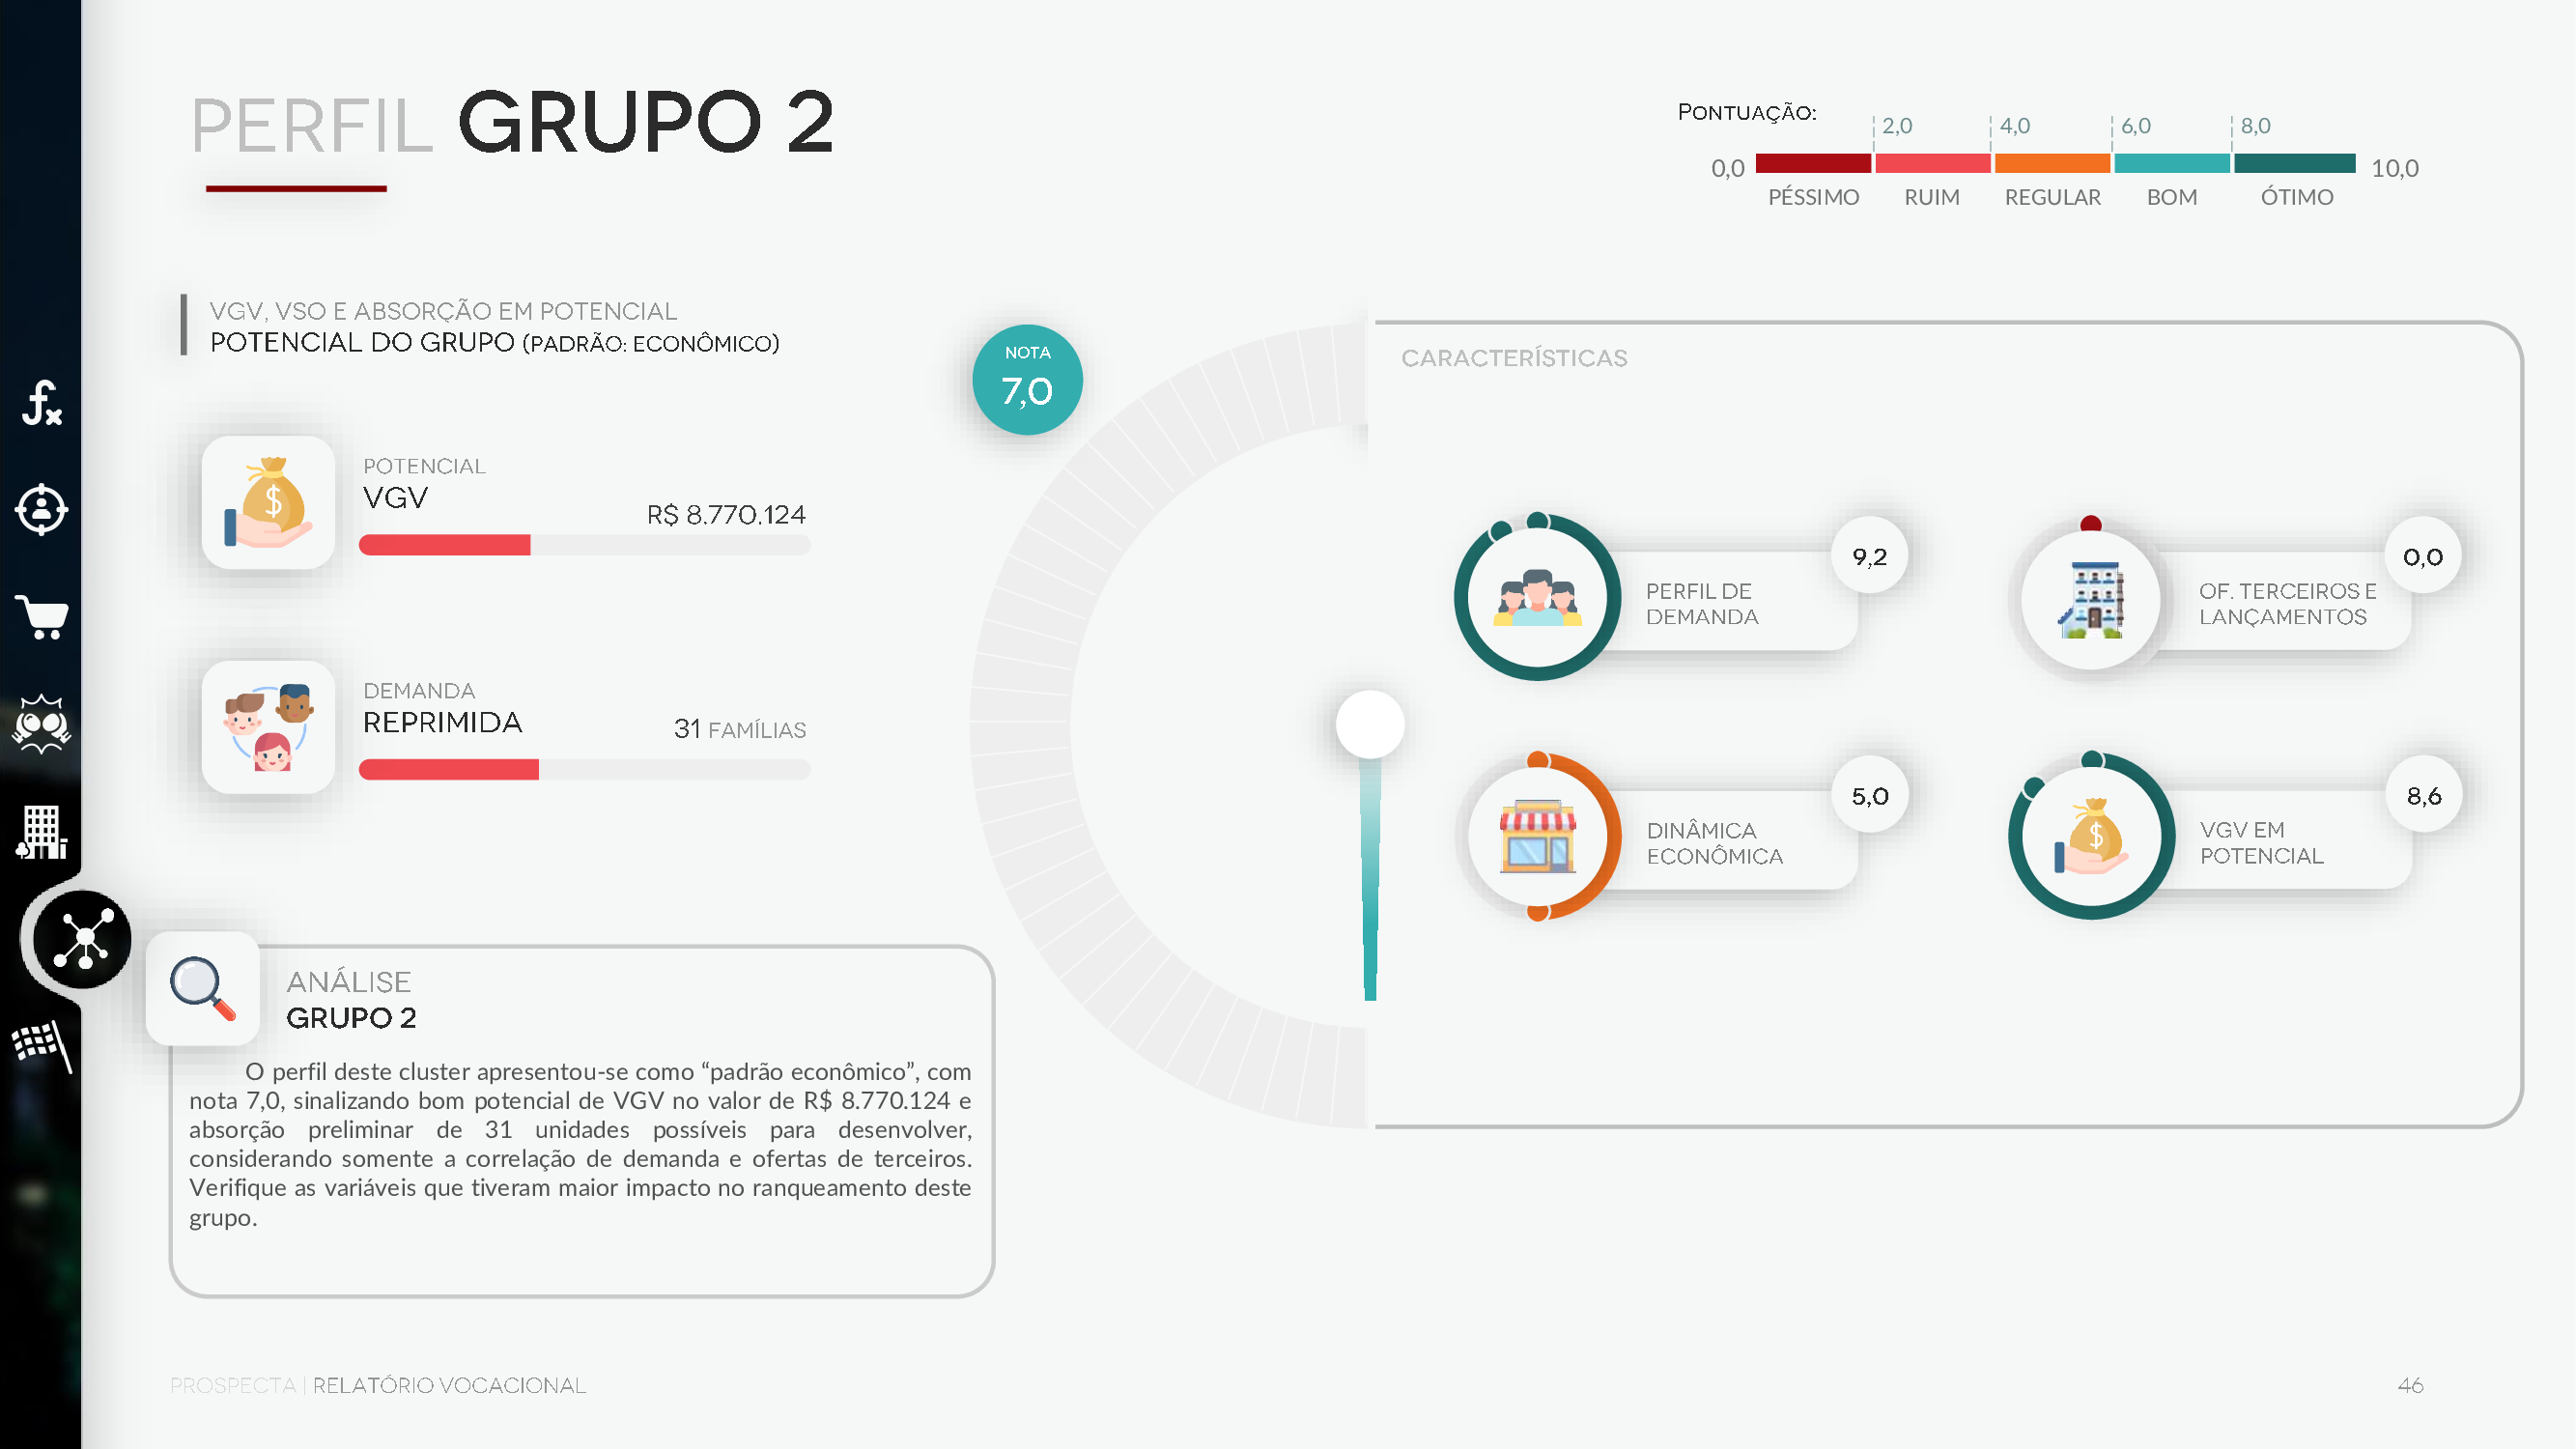 PERFIL GRUPO 2
PONTUAÇÃO:
2,0 4,0 6,0 8,0
0,0 10,0
PÉSSIMO RUIM REGULAR BOM ÓTIMO
VGV, VSO E ABSORÇÃO EM POTENCIAL
POTENCIAL DO GRUPO (PADRÃO: ECONÔMICO)
POTENCIAL
VGV
R$ 8.770.124
DEMANDA
REPRIMIDA
31 FAMÍLIAS
NOTA
7,0
CARACTERÍSTICAS
PERFIL DE
DEMANDA
9,2
OF. TERCEIROS E
LANÇAMENTOS
0,0
DINÂMICA
ECONÔMICA
5,0
VGV EM
POTENCIAL
8,6
ANÁLISE
GRUPO 2
O perfil deste cluster apresentou-se como “padrão econômico”, com
nota 7,0, sinalizando bom potencial de VGV no valor de R$ 8.770.124 e
absorção preliminar de 31 unidades possíveis para desenvolver,
considerando somente a correlação de demanda e ofertas de terceiros.
Verifique as variáveis que tiveram maior impacto no ranqueamento deste
grupo.
PROSPECTA | RELATÓRIO VOCACIONAL
46